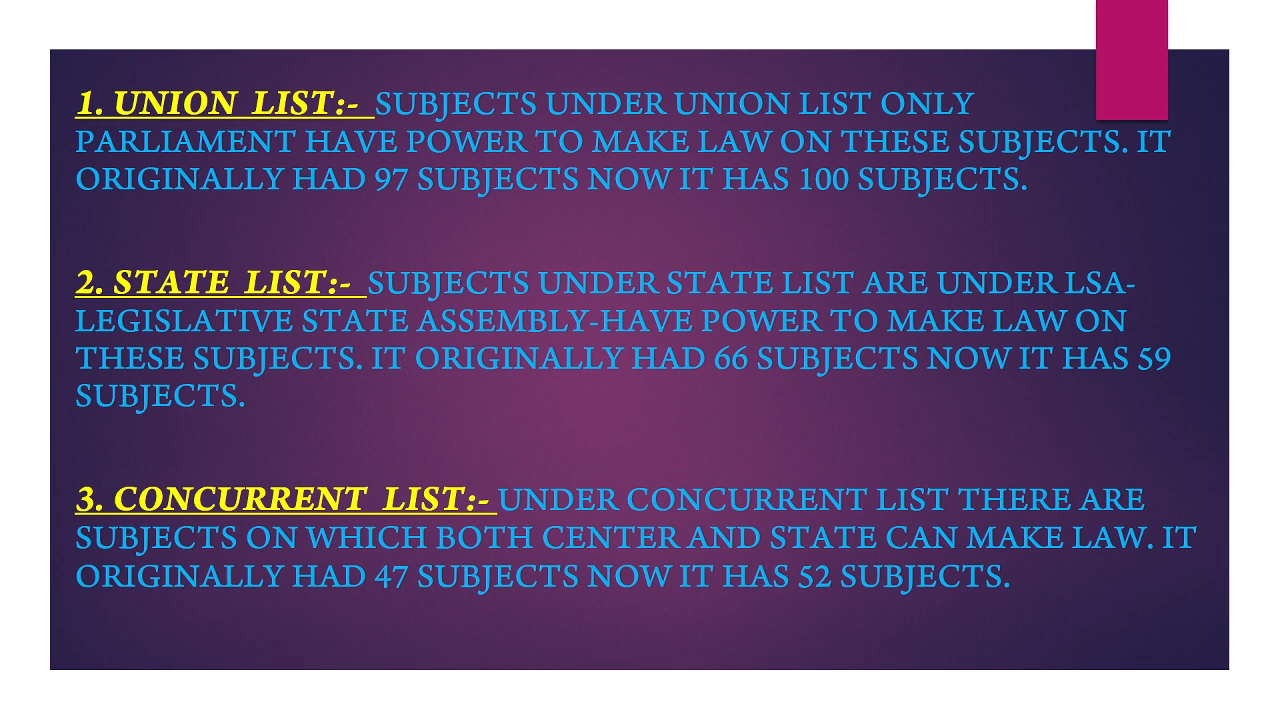 1. UNION LIST:- SUBJECTS UNDER UNION LIST ONLY
PARLIAMENT HAVE POWER TO MAKE LAW ON THESE SUBJECTS. IT
ORIGINALLY HAD 97 SUBJECTS NOW IT HAS 100 SUBJECTS.
2. STATE LIST:- SUBJECTS UNDER STATE LIST ARE UNDER LSA-
LEGISLATIVE STATE ASSEMBLY-HAVE POWER TO MAKE LAW ON
THESE SUBJECTS. IT ORIGINALLY HAD 66 SUBJECTS NOW IT HAS 59
SUBJECTS.
3. CONCURRENT LIST:- UNDER CONCURRENT LIST THERE ARE
SUBJECTS ON WHICH BOTH CENTER AND STATE CAN MAKE LAW. IT
ORIGINALLY HAD 47 SUBJECTS NOW IT HAS 52 SUBJECTS.